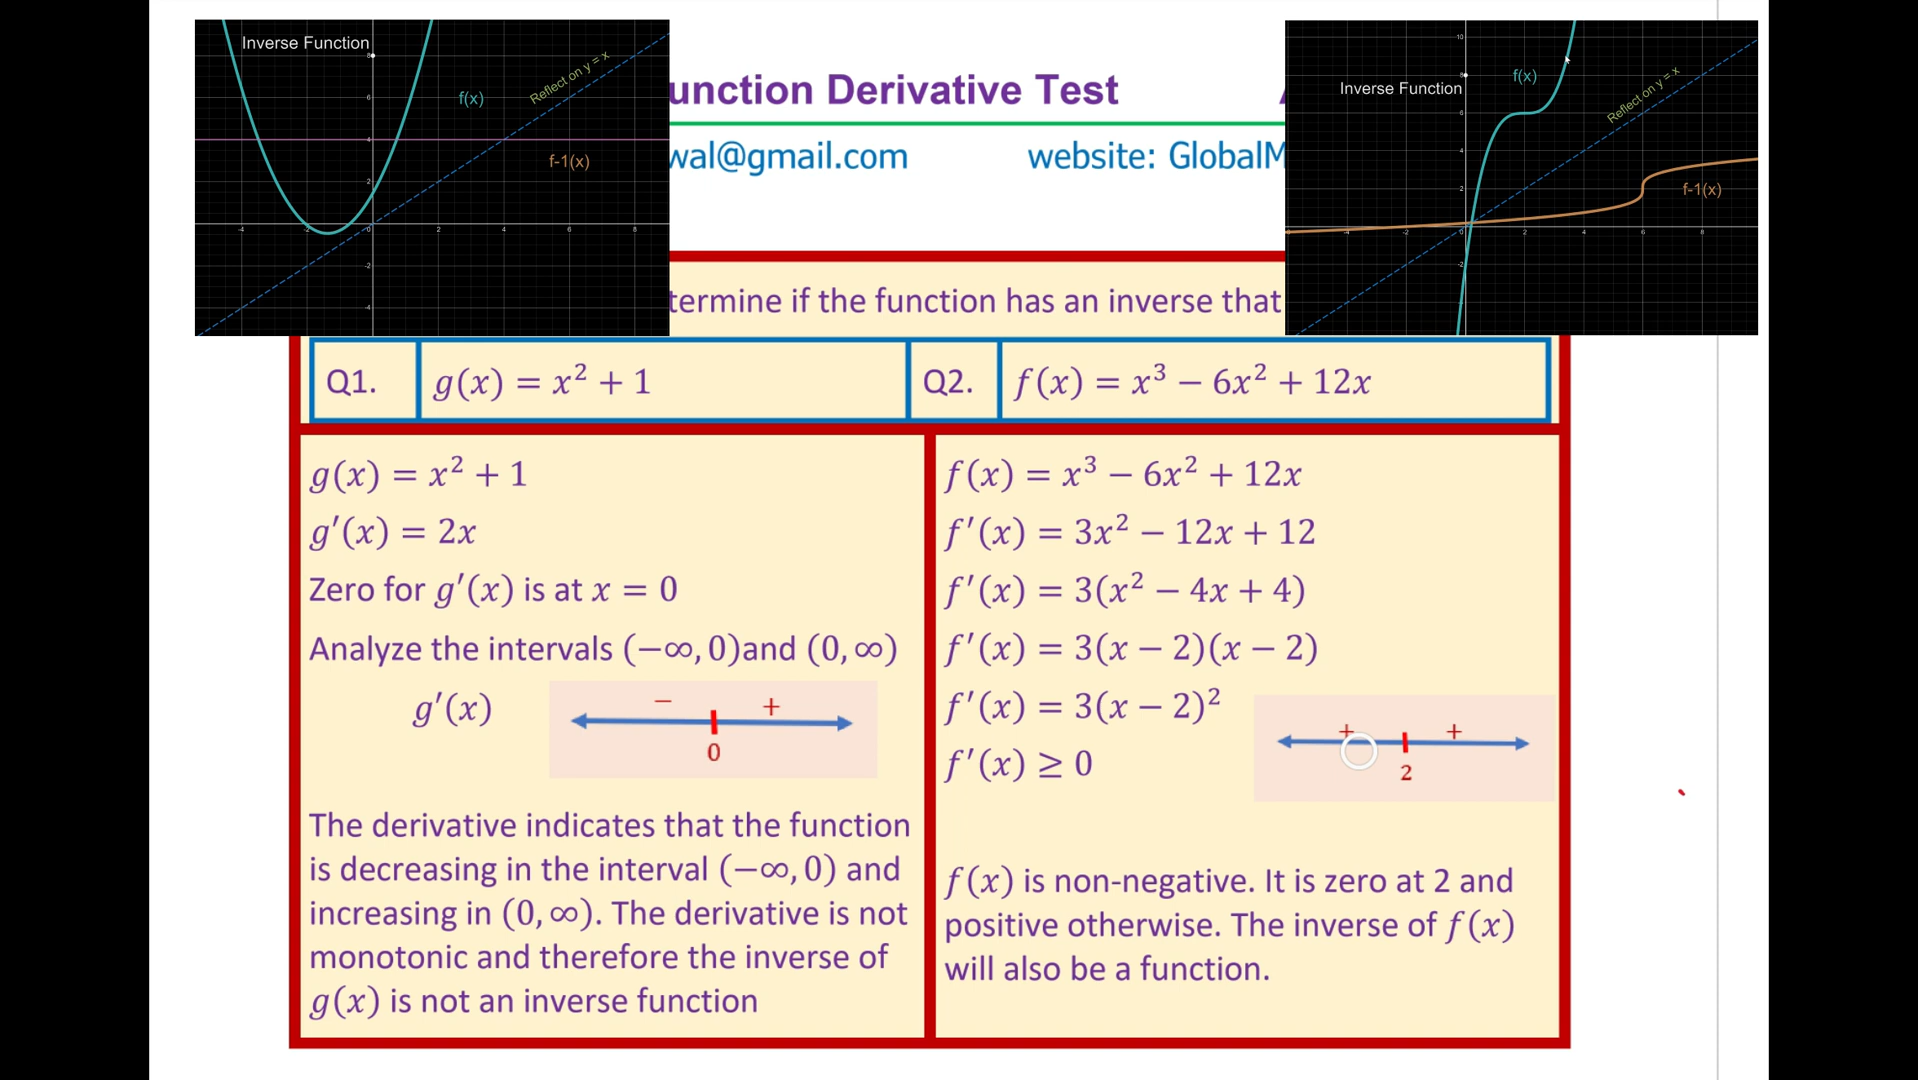 Inverse Function
f(x)
Reflect on y = x
f-1(x)
unction Derivative Test
wal@gmail.com website: GlobalM
Inverse Function
f(x)
Reflect on y = x
f-1(x)
termine if the function has an inverse that
Q1. g(x) = x² + 1 Q2. f(x) = x³ − 6x² + 12x
g(x) = x² + 1
g′(x) = 2x
Zero for g′(x) is at x = 0
Analyze the intervals (−∞, 0)and (0, ∞)
g′(x)
− +
0
The derivative indicates that the function
is decreasing in the interval (−∞, 0) and
increasing in (0, ∞). The derivative is not
monotonic and therefore the inverse of
g(x) is not an inverse function
f(x) = x³ − 6x² + 12x
f′(x) = 3x² − 12x + 12
f′(x) = 3(x² − 4x + 4)
f′(x) = 3(x − 2)(x − 2)
f′(x) = 3(x − 2)²
f′(x) ≥ 0
+ +
2
f(x) is non-negative. It is zero at 2 and
positive otherwise. The inverse of f(x)
will also be a function.